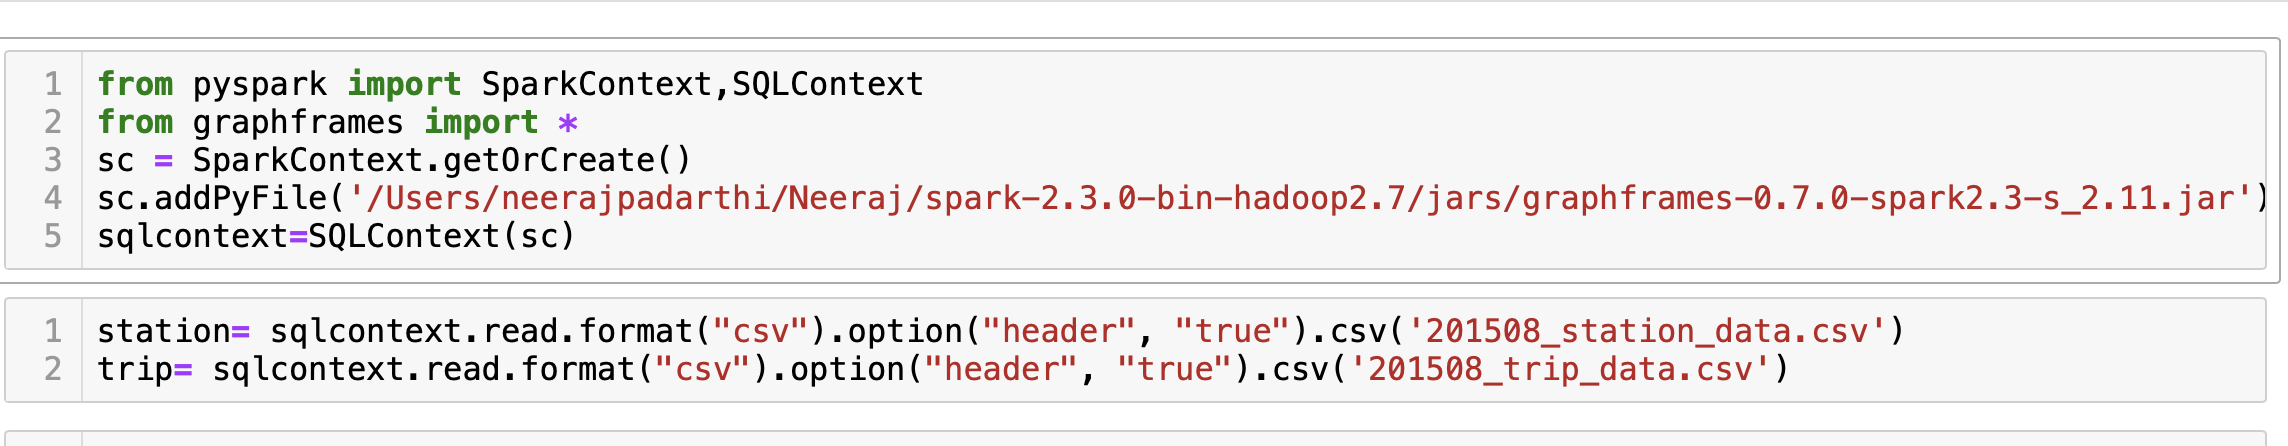 1 from pyspark import SparkContext,SQLContext
2 from graphframes import *
3 sc = SparkContext.getOrCreate()
4 sc.addPyFile('/Users/neerajpadarthi/Neeraj/spark-2.3.0-bin-hadoop2.7/jars/graphframes-0.7.0-spark2.3-s_2.11.jar')
5 sqlcontext=SQLContext(sc)
1 station= sqlcontext.read.format("csv").option("header", "true").csv('201508_station_data.csv')
2 trip= sqlcontext.read.format("csv").option("header", "true").csv('201508_trip_data.csv')